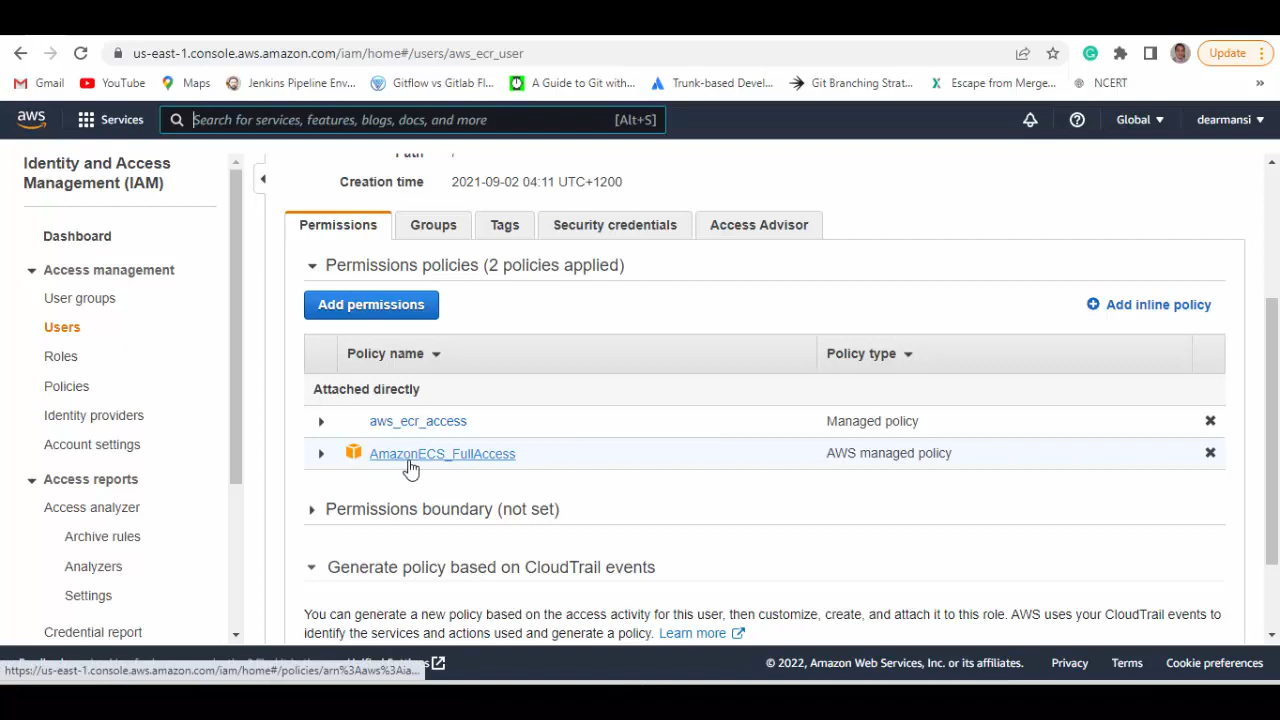 us-east-1.console.aws.amazon.com/iam/home#/users/aws_ecr_user
Update
Gmail
YouTube
Maps
Jenkins Pipeline Env...
Gitflow vs Gitlab Fl...
A Guide to Git with...
Trunk-based Devel...
Git Branching Strat...
Escape from Merge...
NCERT
»
aws
Services
Search for services, features, blogs, docs, and more
[Alt+S]
Global
dearmansi
Identity and Access
Management (IAM)
Dashboard
Access management
User groups
Users
Roles
Policies
Identity providers
Account settings
Access reports
Access analyzer
Archive rules
Analyzers
Settings
Credential report
Creation time
2021-09-02 04:11 UTC+1200
Permissions
Groups
Tags
Security credentials
Access Advisor
Permissions policies (2 policies applied)
Add permissions
Add inline policy
Policy name
Policy type
Attached directly
aws_ecr_access
Managed policy
AmazonECS_FullAccess
AWS managed policy
Permissions boundary (not set)
Generate policy based on CloudTrail events
You can generate a new policy based on the access activity for this user, then customize, create, and attach it to this role. AWS uses your CloudTrail events to
identify the services and actions used and generate a policy. Learn more
© 2022, Amazon Web Services, Inc. or its affiliates.
Privacy
Terms
Cookie preferences
https://us-east-1.console.aws.amazon.com/iam/home#/policies/arn%3Aaws%3Aia...